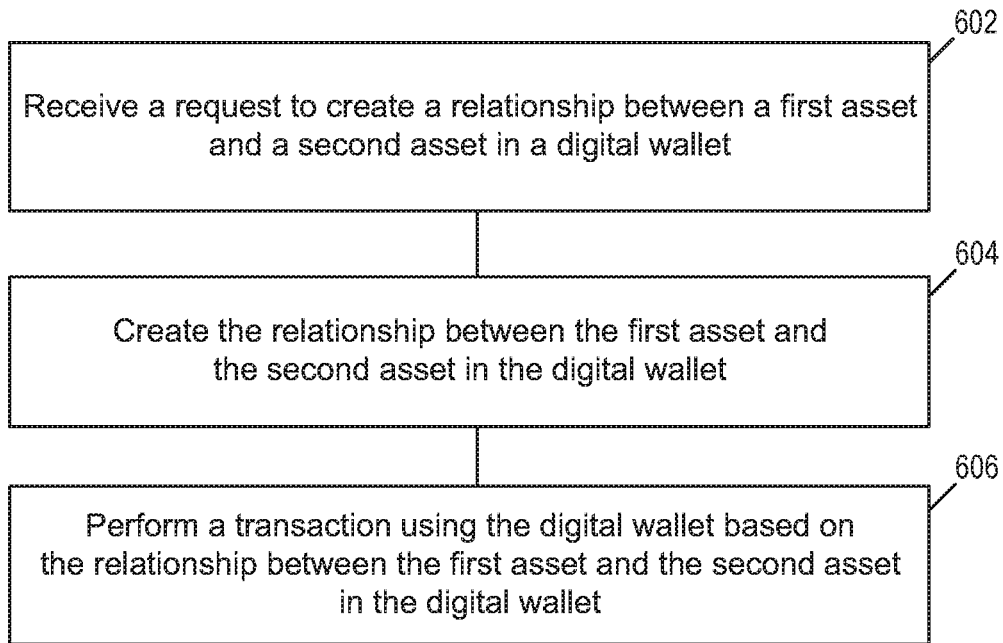 602
Receive a request to create a relationship between a first asset
and a second asset in a digital wallet
604
Create the relationship between the first asset and
the second asset in the digital wallet
606
Perform a transaction using the digital wallet based on
the relationship between the first asset and the second asset
in the digital wallet